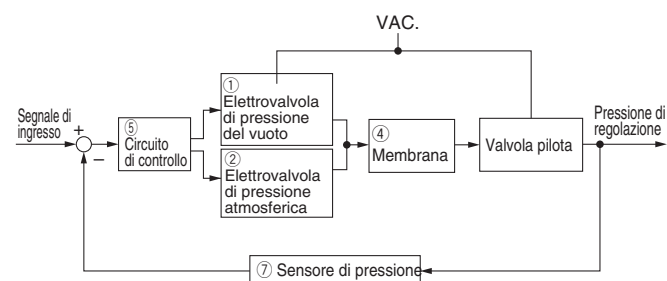 VAC.
Segnale di
ingresso
+
−
⑤
Circuito
di controllo
①
Elettrovalvola
di pressione
del vuoto
②
Elettrovalvola
di pressione
atmosferica
④
Membrana
Valvola pilota
Pressione di
regolazione
⑦ Sensore di pressione